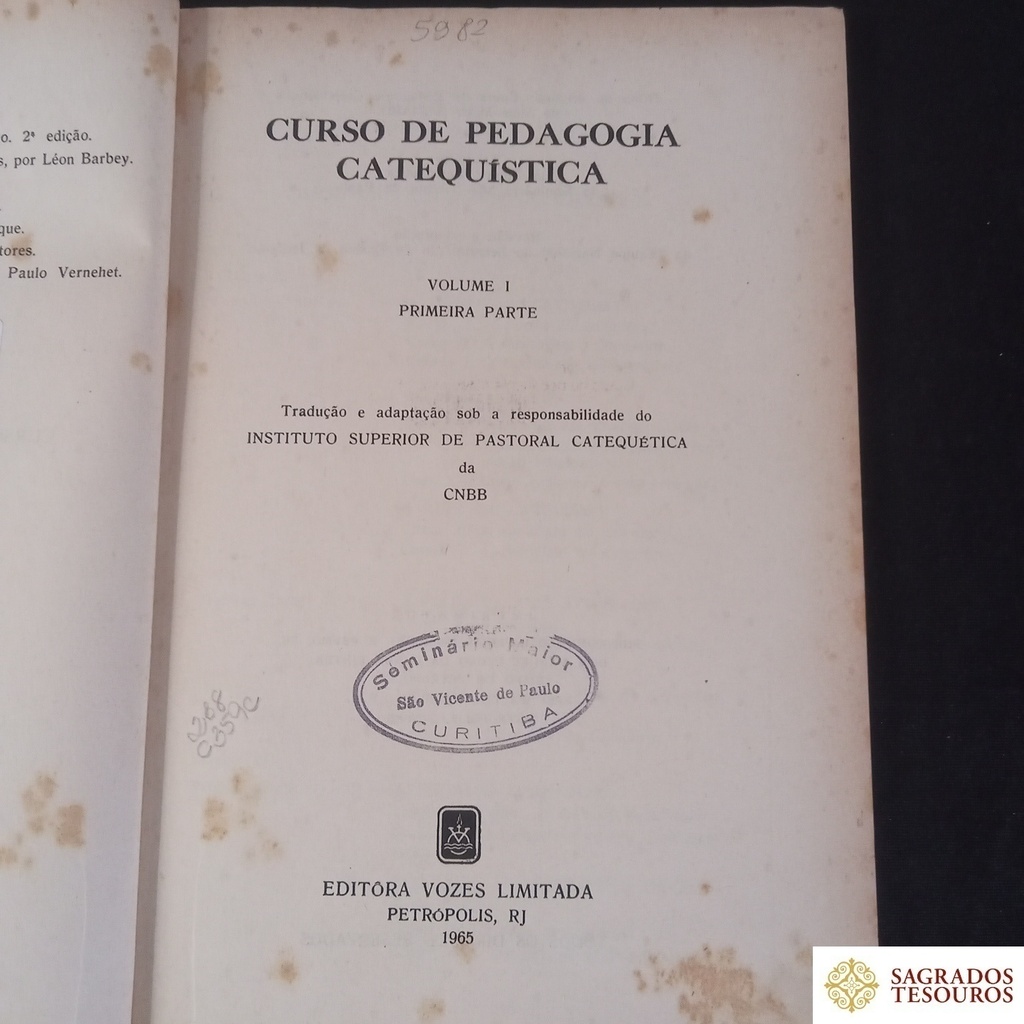 o. 2ª edição.
s, por Léon Barbey.
que.
tores.
Paulo Vernehet.
5982
CURSO DE PEDAGOGIA
CATEQUÍSTICA
VOLUME I
PRIMEIRA PARTE
Tradução e adaptação sob a responsabilidade do
INSTITUTO SUPERIOR DE PASTORAL CATEQUÉTICA
da
CNBB
Seminário Maior
São Vicente de Paulo
CURITIBA
EDITÔRA VOZES LIMITADA
PETRÓPOLIS, RJ
1965
SAGRADOS
TESOUROS